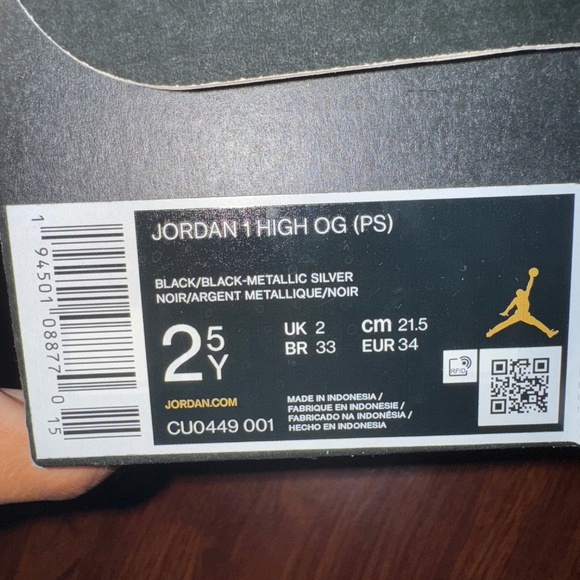 JORDAN 1 HIGH OG (PS)
BLACK/BLACK-METALLIC SILVER
NOIR/ARGENT METALLIQUE/NOIR
2 5Y
UK 2
cm 21.5
BR 33
EUR 34
RFID
JORDAN.COM
CU0449 001
MADE IN INDONESIA /
FABRIQUE EN INDONESIE /
FABRICADO NA INDONÉSIA /
HECHO EN INDONESIA
1 94501 08877 0 15